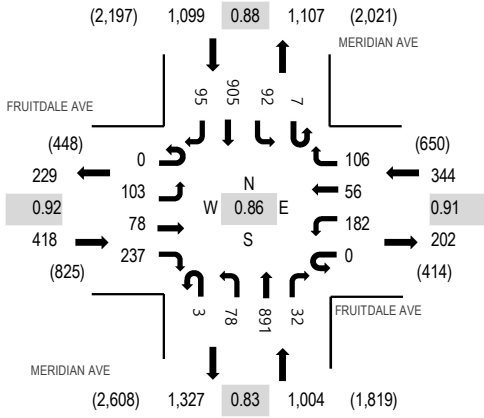 (2,197) 1,099 0.88 1,107 (2,021)
MERIDIAN AVE
FRUITDALE AVE
95 905 92 7
(448) (650)
229 0 106 344
103 N 56
0.92 W 0.86 E 0.91
78 S 182
418 237 0 202
(825) (414)
3 78 891 32
FRUITDALE AVE
MERIDIAN AVE
(2,608) 1,327 0.83 1,004 (1,819)